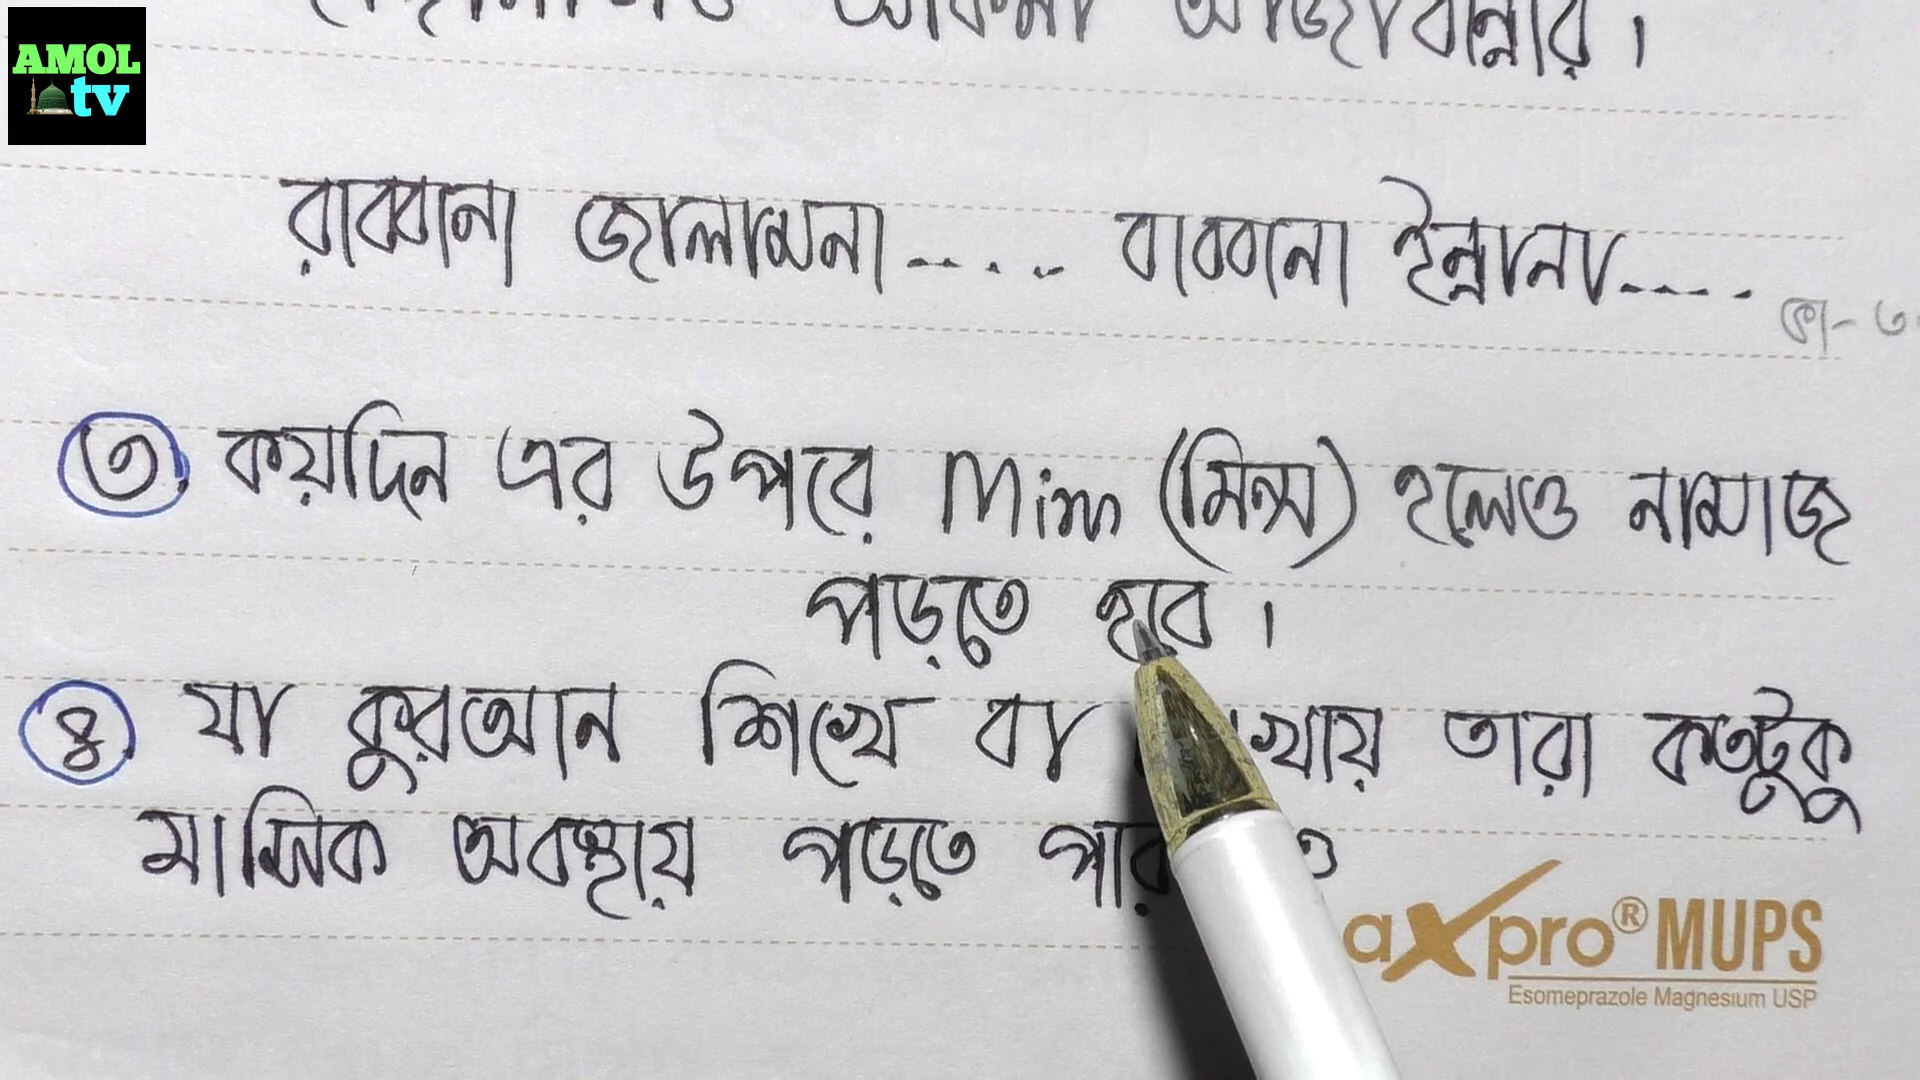 AMOL
tv
আজাবান্নার ।
রাব্বানা জালামনা..... রাব্বানা ইন্নানা....
৩ কয়দিন এর উপরে Mins (মিন্স) হলেও নামাজ
পড়তে হবে ।
৪ যা কুরআন শিখে বা তারা কতটুকু
মাসিক অবস্থায় পড়তে
axpro® MUPS
Esomeprazole Magnesium USP